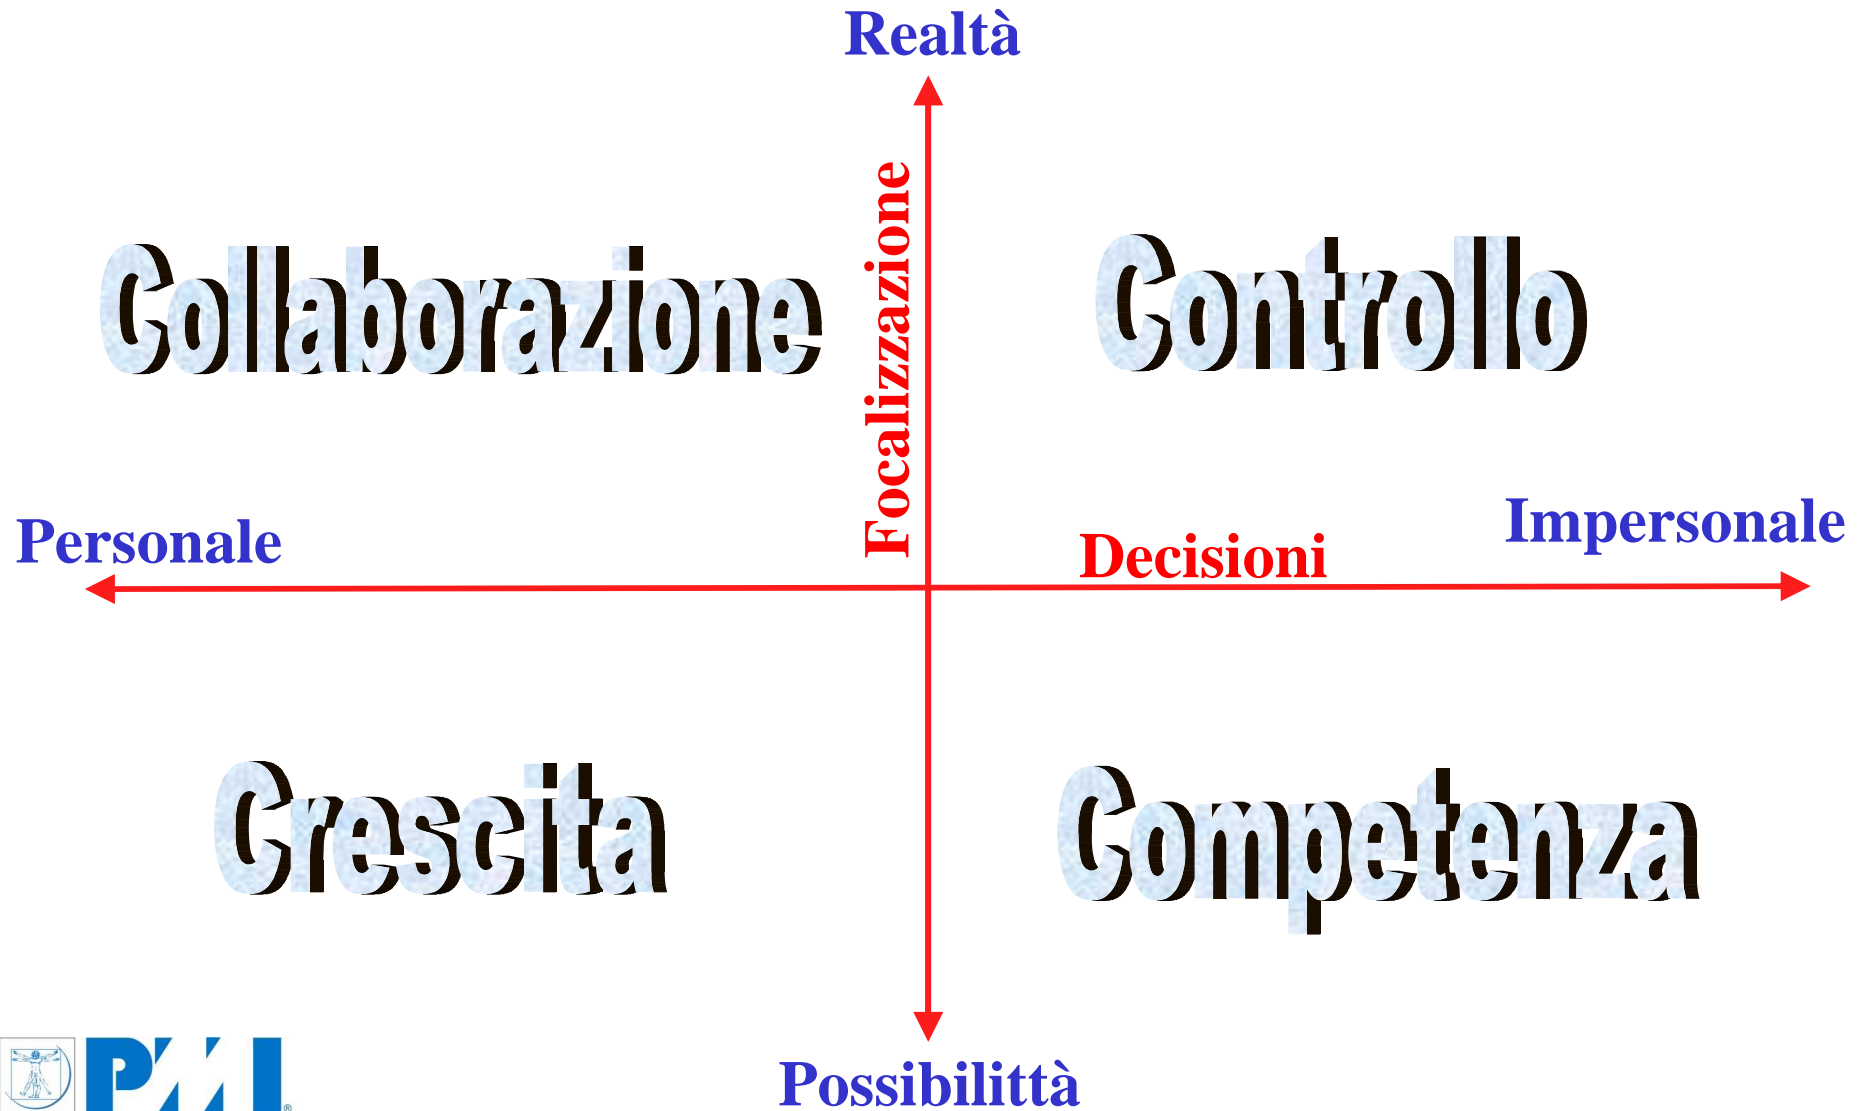 Realtà
Focalizzazione
Collaborazione
Controllo
Personale
Decisioni
Impersonale
Crescita
Competenza
PMI
®
Possibilittà